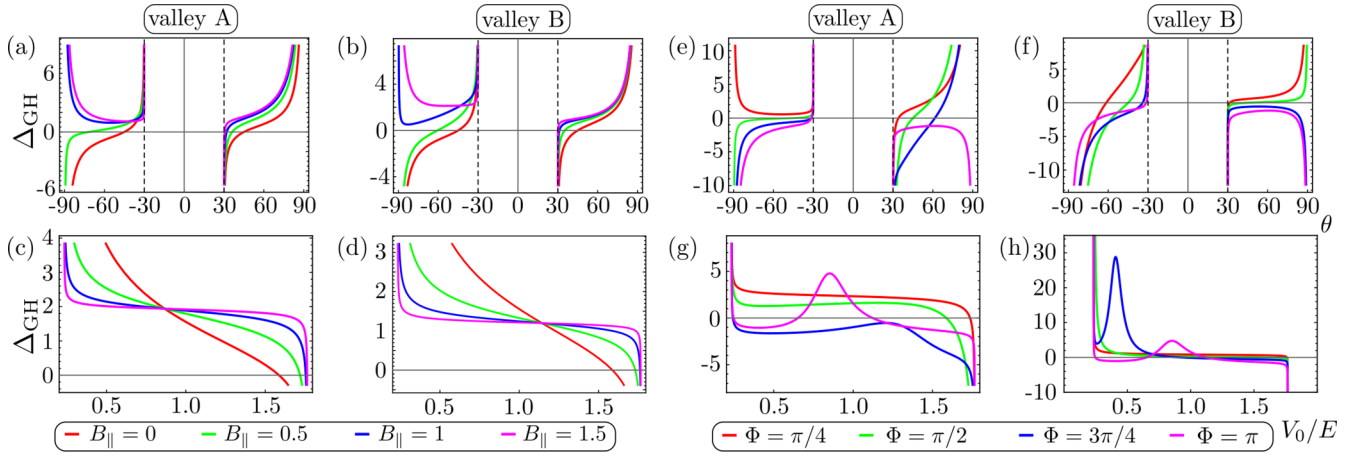 valley A valley B valley A valley B
(a) (b) (e) (f)
Δ_GH
8 4 0 -6
4 0 -4
10 5 0 -5 -10
10 5 0 -5 -10
-90 -60 -30 0 30 60 90
-90 -60 -30 0 30 60 90
-90 -60 -30 0 30 60 90
-90 -60 -30 0 30 60 90
θ
(c) (d) (g) (h)
Δ_GH
4 3 2 1 0
3 2 1 0
5 0 -5
30 20 10 0 -10
0.5 1.0 1.5
0.5 1.0 1.5
0.5 1.0 1.5
0.5 1.0 1.5
V₀/E
B∥ = 0 B∥ = 0.5 B∥ = 1 B∥ = 1.5
Φ = π/4 Φ = π/2 Φ = 3π/4 Φ = π